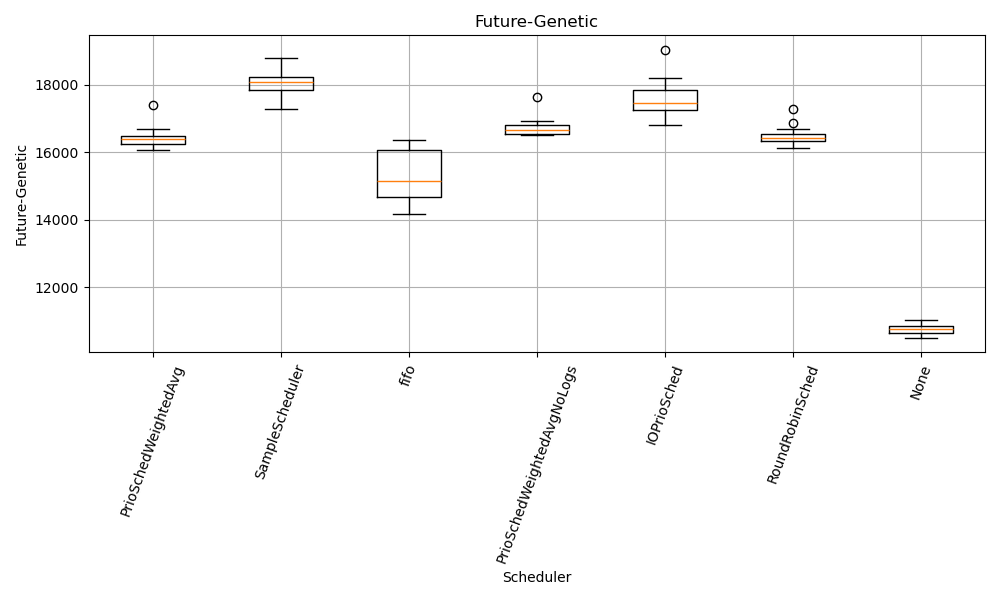 Future-Genetic
Future-Genetic
18000
16000
14000
12000
PrioSchedWeightedAvg
SampleScheduler
fifo
PrioSchedWeightedAvgNoLogs
IOPrioSched
RoundRobinSched
None
Scheduler